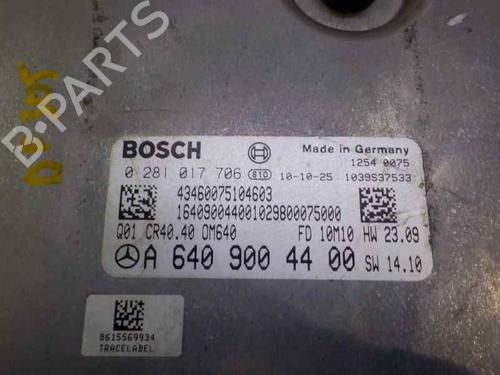 B-PARTS
BOSCH
Made in Germany
0 281 017 706 810 10-10-25
1254 0075
1039S37533
43460075104603
164090044001029800075000
Q01 CR40.40 OM640 FD 10M10 HW 23.09
A 640 900 44 00 SW 14.10
8615569934
TRACELABEL